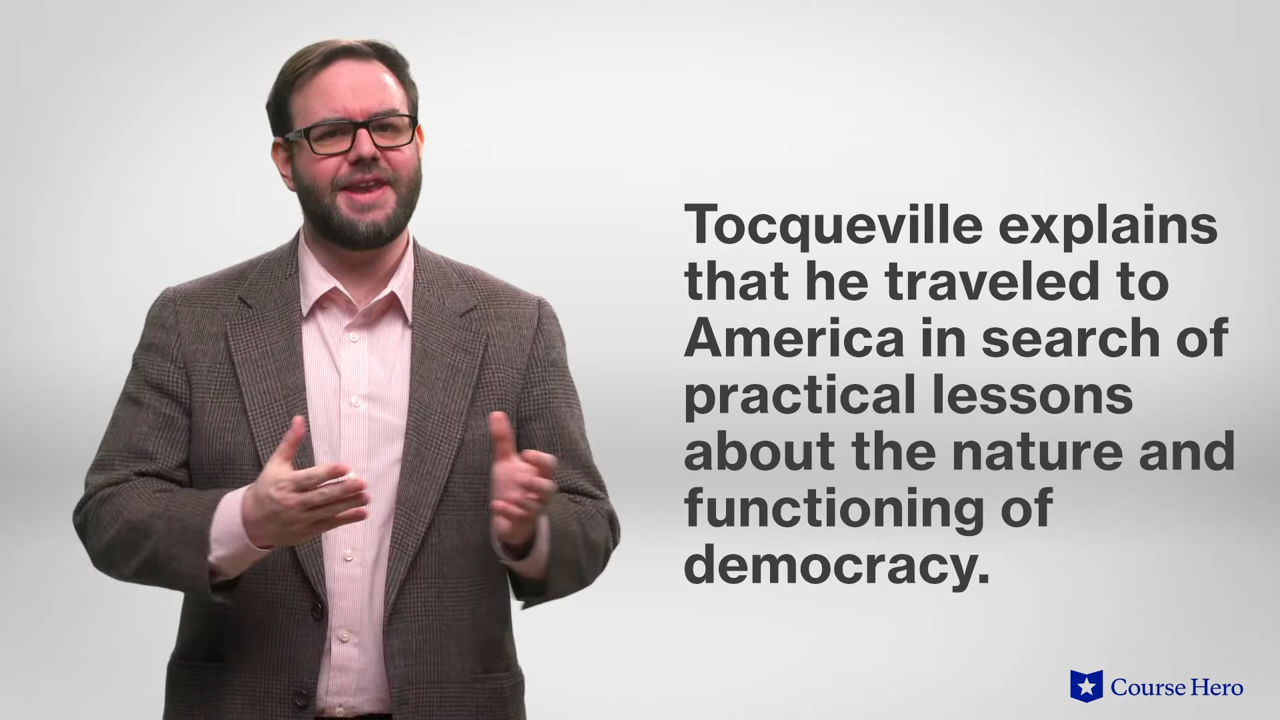 Tocqueville explains
that he traveled to
America in search of
practical lessons
about the nature and
functioning of
democracy.
Course Hero